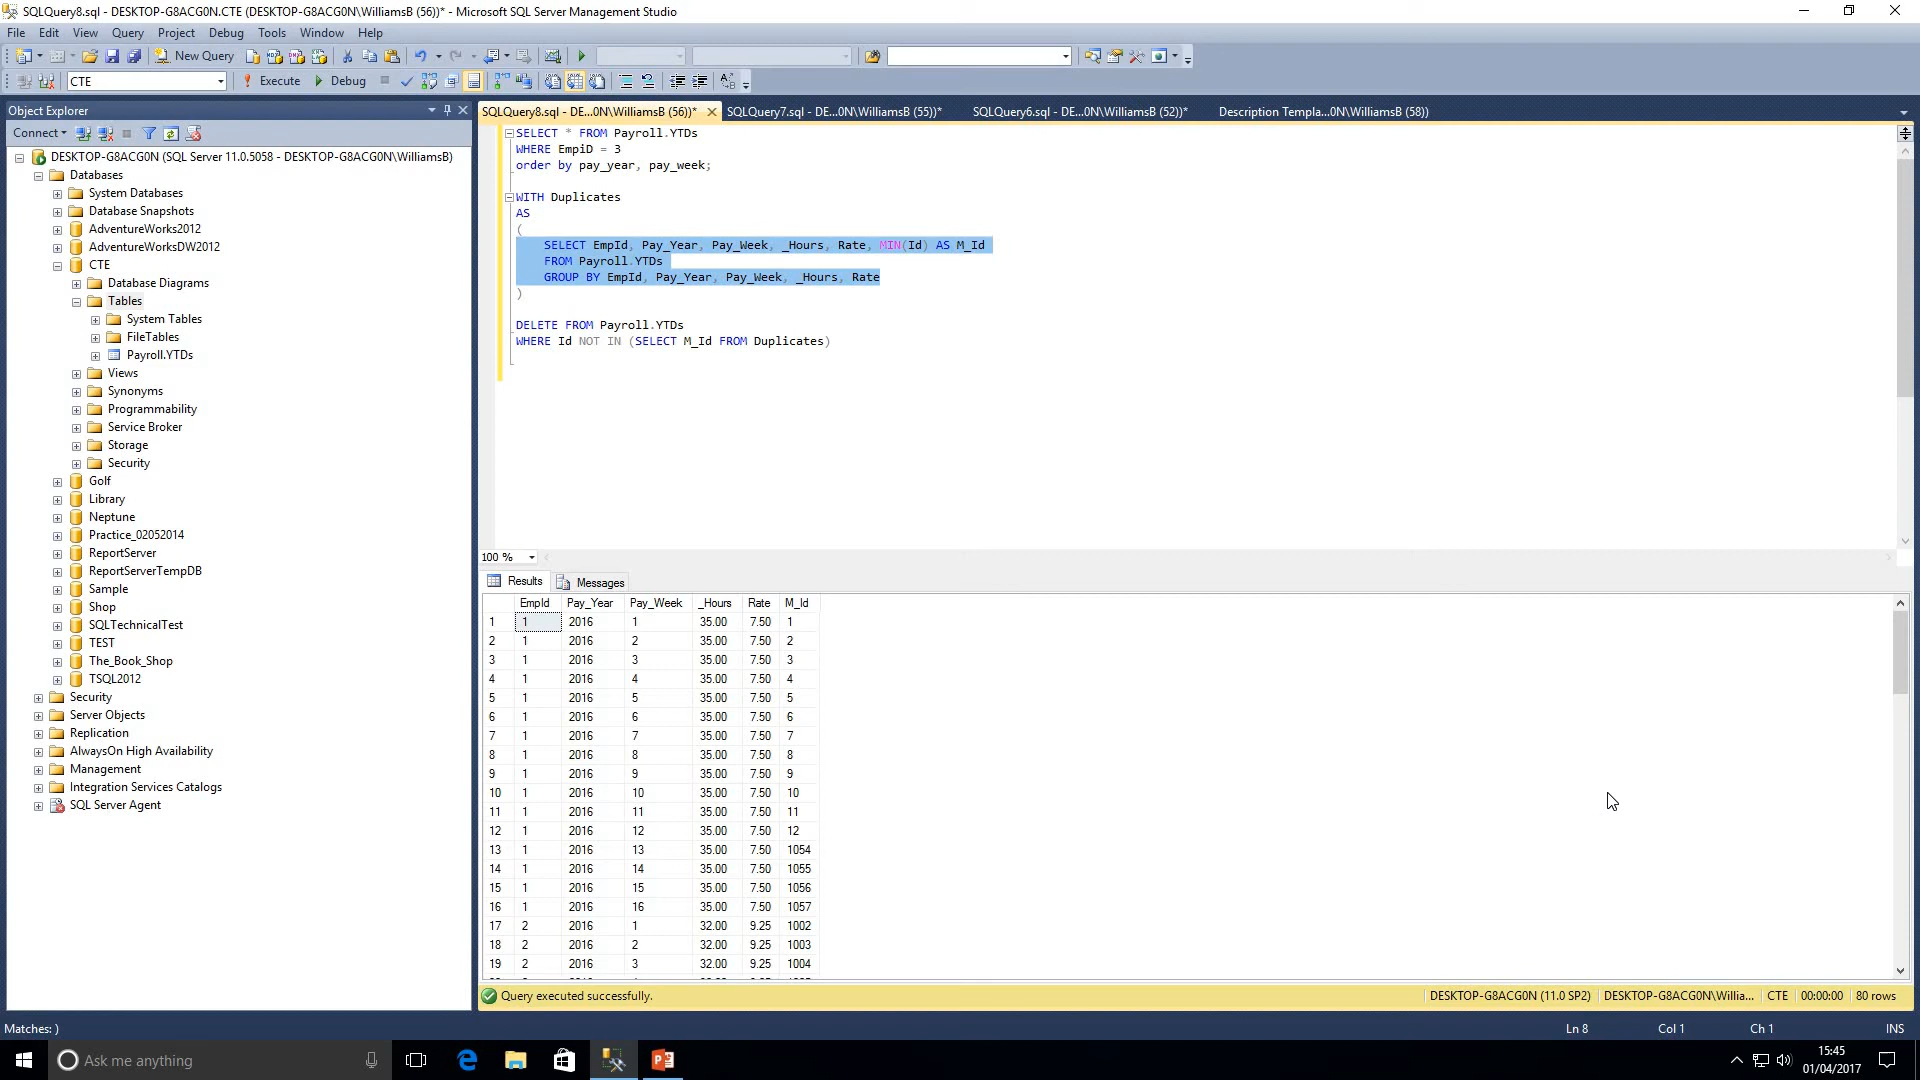 SQLQuery8.sql - DESKTOP-G8ACG0N.CTE (DESKTOP-G8ACG0N\WilliamsB (56))* - Microsoft SQL Server Management Studio
File Edit View Query Project Debug Tools Window Help
New Query
CTE Execute Debug
Object Explorer
Connect
DESKTOP-G8ACG0N (SQL Server 11.0.5058 - DESKTOP-G8ACG0N\WilliamsB)
Databases
System Databases
Database Snapshots
AdventureWorks2012
AdventureWorksDW2012
CTE
Database Diagrams
Tables
System Tables
FileTables
Payroll.YTDs
Views
Synonyms
Programmability
Service Broker
Storage
Security
Golf
Library
Neptune
Practice_02052014
ReportServer
ReportServerTempDB
Sample
Shop
SQLTechnicalTest
TEST
The_Book_Shop
TSQL2012
Security
Server Objects
Replication
AlwaysOn High Availability
Management
Integration Services Catalogs
SQL Server Agent
SQLQuery8.sql - DE...0N\WilliamsB (56))* SQLQuery7.sql - DE...0N\WilliamsB (55))* SQLQuery6.sql - DE...0N\WilliamsB (52))* Description Templa...0N\WilliamsB (58))
SELECT * FROM Payroll.YTDs
WHERE EmpiD = 3
order by pay_year, pay_week;
WITH Duplicates
AS
(
SELECT EmpId, Pay_Year, Pay_Week, _Hours, Rate, MIN(Id) AS M_Id
FROM Payroll.YTDs
GROUP BY EmpId, Pay_Year, Pay_Week, _Hours, Rate
)
DELETE FROM Payroll.YTDs
WHERE Id NOT IN (SELECT M_Id FROM Duplicates)
100 %
Results Messages
EmpId Pay_Year Pay_Week _Hours Rate M_Id
1 1 2016 1 35.00 7.50 1
2 1 2016 2 35.00 7.50 2
3 1 2016 3 35.00 7.50 3
4 1 2016 4 35.00 7.50 4
5 1 2016 5 35.00 7.50 5
6 1 2016 6 35.00 7.50 6
7 1 2016 7 35.00 7.50 7
8 1 2016 8 35.00 7.50 8
9 1 2016 9 35.00 7.50 9
10 1 2016 10 35.00 7.50 10
11 1 2016 11 35.00 7.50 11
12 1 2016 12 35.00 7.50 12
13 1 2016 13 35.00 7.50 1054
14 1 2016 14 35.00 7.50 1055
15 1 2016 15 35.00 7.50 1056
16 1 2016 16 35.00 7.50 1057
17 2 2016 1 32.00 9.25 1002
18 2 2016 2 32.00 9.25 1003
19 2 2016 3 32.00 9.25 1004
Query executed successfully. DESKTOP-G8ACG0N (11.0 SP2) DESKTOP-G8ACG0N\Willia... CTE 00:00:00 80 rows
Matches: ) Ln 8 Col 1 Ch 1 INS
Ask me anything
15:45
01/04/2017